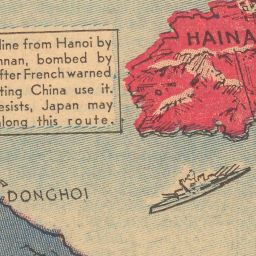 line from Hanoi by
nnan, bombed by
fter French warned
ting China use it.
esists, Japan may
long this route.
HAINA
DONGHOI